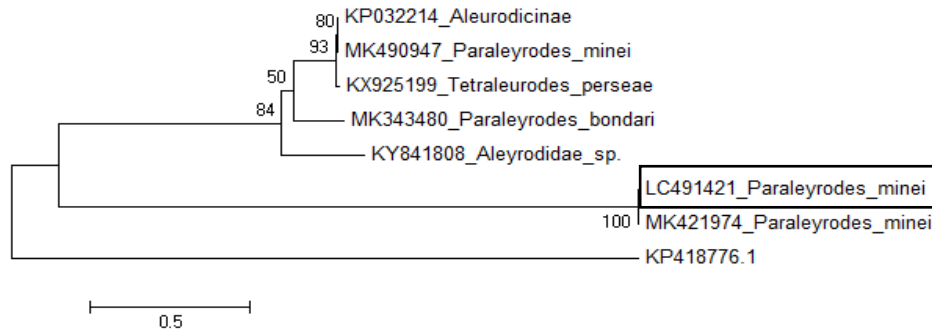 80
KP032214_Aleurodicinae
93
MK490947_Paraleyrodes_minei
50
KX925199_Tetraleurodes_perseae
84
MK343480_Paraleyrodes_bondari
KY841808_Aleyrodidae_sp.
LC491421_Paraleyrodes_minei
100
MK421974_Paraleyrodes_minei
KP418776.1
0.5